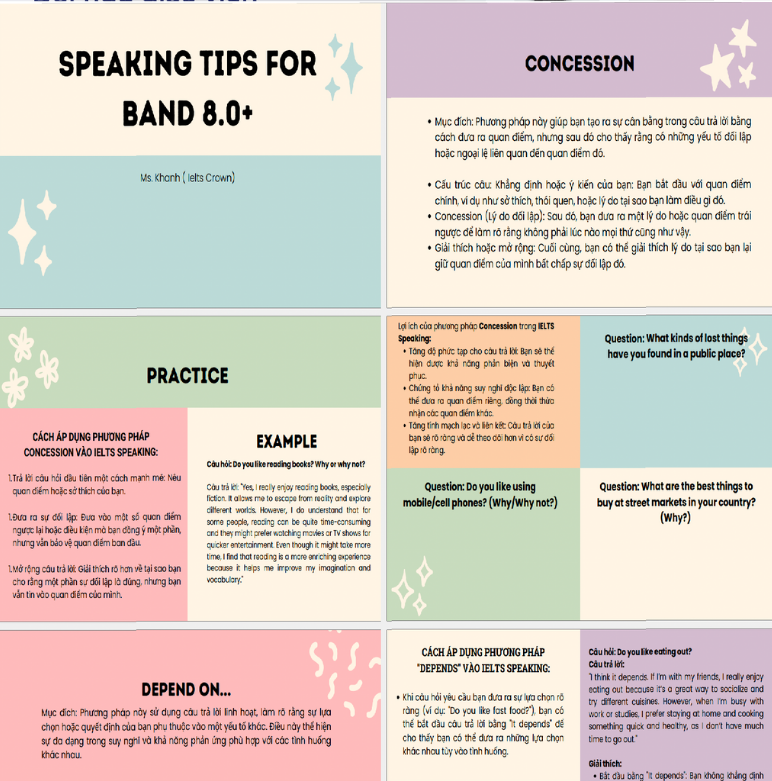 SPEAKING TIPS FOR
BAND 8.0+
Ms. Khanh ( Ielts Crown)
CONCESSION
• Mục đích: Phương pháp này giúp bạn tạo ra sự cân bằng trong câu trả lời bằng
cách đưa ra quan điểm, nhưng sau đó cho thấy rằng có những yếu tố đối lập
hoặc ngoại lệ liên quan đến quan điểm đó.
• Cấu trúc câu: Khẳng định hoặc ý kiến của bạn: Bạn bắt đầu với quan điểm
chính, ví dụ như sở thích, thói quen, hoặc lý do tại sao bạn làm điều gì đó.
• Concession (Lý do đối lập): Sau đó, bạn đưa ra một lý do hoặc quan điểm trái
ngược để làm rõ rằng không phải lúc nào mọi thứ cũng như vậy.
• Giải thích hoặc mở rộng: Cuối cùng, bạn có thể giải thích lý do tại sao bạn lại
giữ quan điểm của mình bất chấp sự đối lập đó.
PRACTICE
CÁCH ÁP DỤNG PHƯƠNG PHÁP
CONCESSION VÀO IELTS SPEAKING:
1.Trả lời câu hỏi đầu tiên một cách mạnh mẽ: Nêu
quan điểm hoặc sở thích của bạn.
1.Đưa ra sự đối lập: Đưa vào một số quan điểm
ngược lại hoặc điều kiện mà bạn đồng ý một phần,
nhưng vẫn bảo vệ quan điểm ban đầu.
1.Mở rộng câu trả lời: Giải thích rõ hơn về tại sao bạn
cho rằng một phần sự đối lập là đúng, nhưng bạn
vẫn tin vào quan điểm của mình.
EXAMPLE
Câu hỏi: Do you like reading books? Why or why not?
Câu trả lời: "Yes, I really enjoy reading books, especially
fiction. It allows me to escape from reality and explore
different worlds. However, I do understand that for
some people, reading can be quite time-consuming
and they might prefer watching movies or TV shows for
quicker entertainment. Even though it might take more
time, I find that reading is a more enriching experience
because it helps me improve my imagination and
vocabulary."
Lợi ích của phương pháp Concession trong IELTS
Speaking:
• Tăng độ phức tạp cho câu trả lời: Bạn sẽ thể
hiện được khả năng phản biện và thuyết
phục.
• Chứng tỏ khả năng suy nghĩ độc lập: Bạn có
thể đưa ra quan điểm riêng, đồng thời thừa
nhận các quan điểm khác.
• Tăng tính mạch lạc và liên kết: Câu trả lời của
bạn sẽ rõ ràng và dễ theo dõi hơn vì có sự đối
lập rõ ràng.
Question: What kinds of lost things
have you found in a public place?
Question: Do you like using
mobile/cell phones? (Why/Why not?)
Question: What are the best things to
buy at street markets in your country?
(Why?)
DEPEND ON...
Mục đích: Phương pháp này sử dụng câu trả lời linh hoạt, làm rõ rằng sự lựa
chọn hoặc quyết định của bạn phụ thuộc vào một yếu tố khác. Điều này thể hiện
sự đa dạng trong suy nghĩ và khả năng phản ứng phù hợp với các tình huống
khác nhau.
CÁCH ÁP DỤNG PHƯƠNG PHÁP
"DEPENDS" VÀO IELTS SPEAKING:
• Khi câu hỏi yêu cầu bạn đưa ra sự lựa chọn rõ
ràng (ví dụ: "Do you like fast food?"), bạn có
thể bắt đầu câu trả lời bằng "It depends" để
cho thấy bạn có thể đưa ra những lựa chọn
khác nhau tùy vào tình huống.
Câu hỏi: Do you like eating out?
Câu trả lời:
"I think it depends. If I'm with my friends, I really enjoy
eating out because it's a great way to socialize and
try different cuisines. However, when I'm busy with
work or studies, I prefer staying at home and cooking
something quick and healthy, as I don't have much
time to go out."
Giải thích:
• Bắt đầu bằng "It depends": Bạn không khẳng định